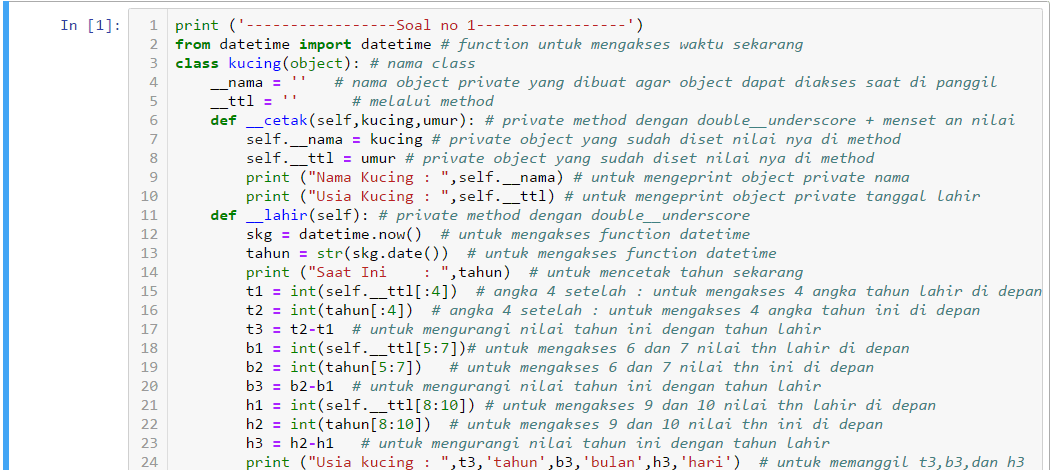 In [1]:
1 print ('-----------------Soal no 1-----------------')
2 from datetime import datetime # function untuk mengakses waktu sekarang
3 class kucing(object): # nama class
4     __nama = ''   # nama object private yang dibuat agar object dapat diakses saat di panggil
5     __ttl = ''      # melalui method
6     def __cetak(self,kucing,umur): # private method dengan double__underscore + menset an nilai
7         self.__nama = kucing # private object yang sudah diset nilai nya di method
8         self.__ttl = umur # private object yang sudah diset nilai nya di method
9         print ("Nama Kucing : ",self.__nama) # untuk mengeprint object private nama
10         print ("Usia Kucing : ",self.__ttl) # untuk mengeprint object private tanggal lahir
11     def __lahir(self): # private method dengan double__underscore
12         skg = datetime.now()  # untuk mengakses function datetime
13         tahun = str(skg.date())  # untuk mengakses function datetime
14         print ("Saat Ini    : ",tahun)  # untuk mencetak tahun sekarang
15         t1 = int(self.__ttl[:4])  # angka 4 setelah : untuk mengakses 4 angka tahun lahir di depan
16         t2 = int(tahun[:4])  # angka 4 setelah : untuk mengakses 4 angka tahun ini di depan
17         t3 = t2-t1  # untuk mengurangi nilai tahun ini dengan tahun lahir
18         b1 = int(self.__ttl[5:7])# untuk mengakses 6 dan 7 nilai thn lahir di depan
19         b2 = int(tahun[5:7])   # untuk mengakses 6 dan 7 nilai thn ini di depan
20         b3 = b2-b1  # untuk mengurangi nilai tahun ini dengan tahun lahir
21         h1 = int(self.__ttl[8:10]) # untuk mengakses 9 dan 10 nilai thn lahir di depan
22         h2 = int(tahun[8:10])  # untuk mengakses 9 dan 10 nilai thn ini di depan
23         h3 = h2-h1   # untuk mengurangi nilai tahun ini dengan tahun lahir
24         print ("Usia kucing : ",t3,'tahun',b3,'bulan',h3,'hari')  # untuk memanggil t3,b3,dan h3